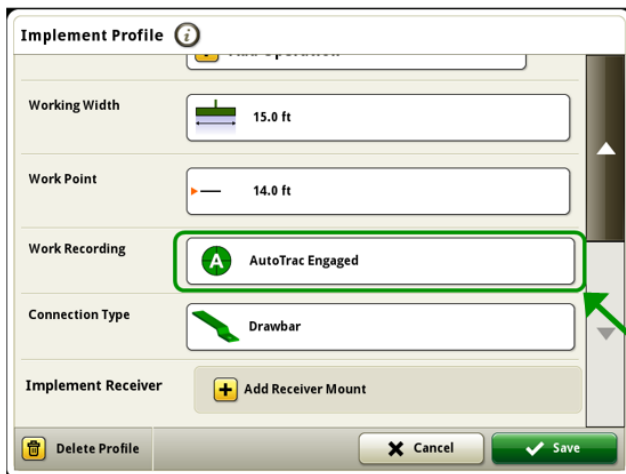 Implement Profile
Working Width
15.0 ft
Work Point
14.0 ft
Work Recording
A
AutoTrac Engaged
Connection Type
Drawbar
Implement Receiver
Add Receiver Mount
Delete Profile
Cancel
Save